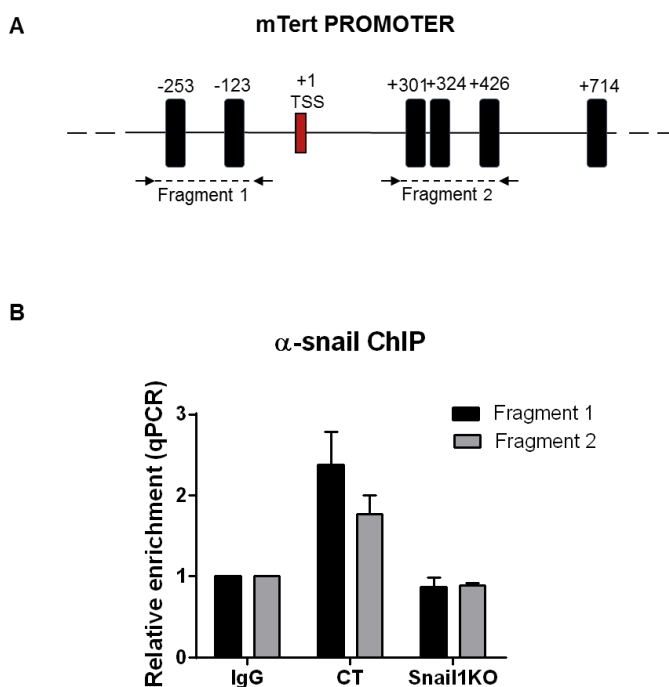 A
mTert PROMOTER
-253 -123 +1 +301 +324 +426 +714
TSS
Fragment 1 Fragment 2
B
α-snail ChIP
Relative enrichment (qPCR)
3
2
1
0
Fragment 1
Fragment 2
IgG CT Snail1KO